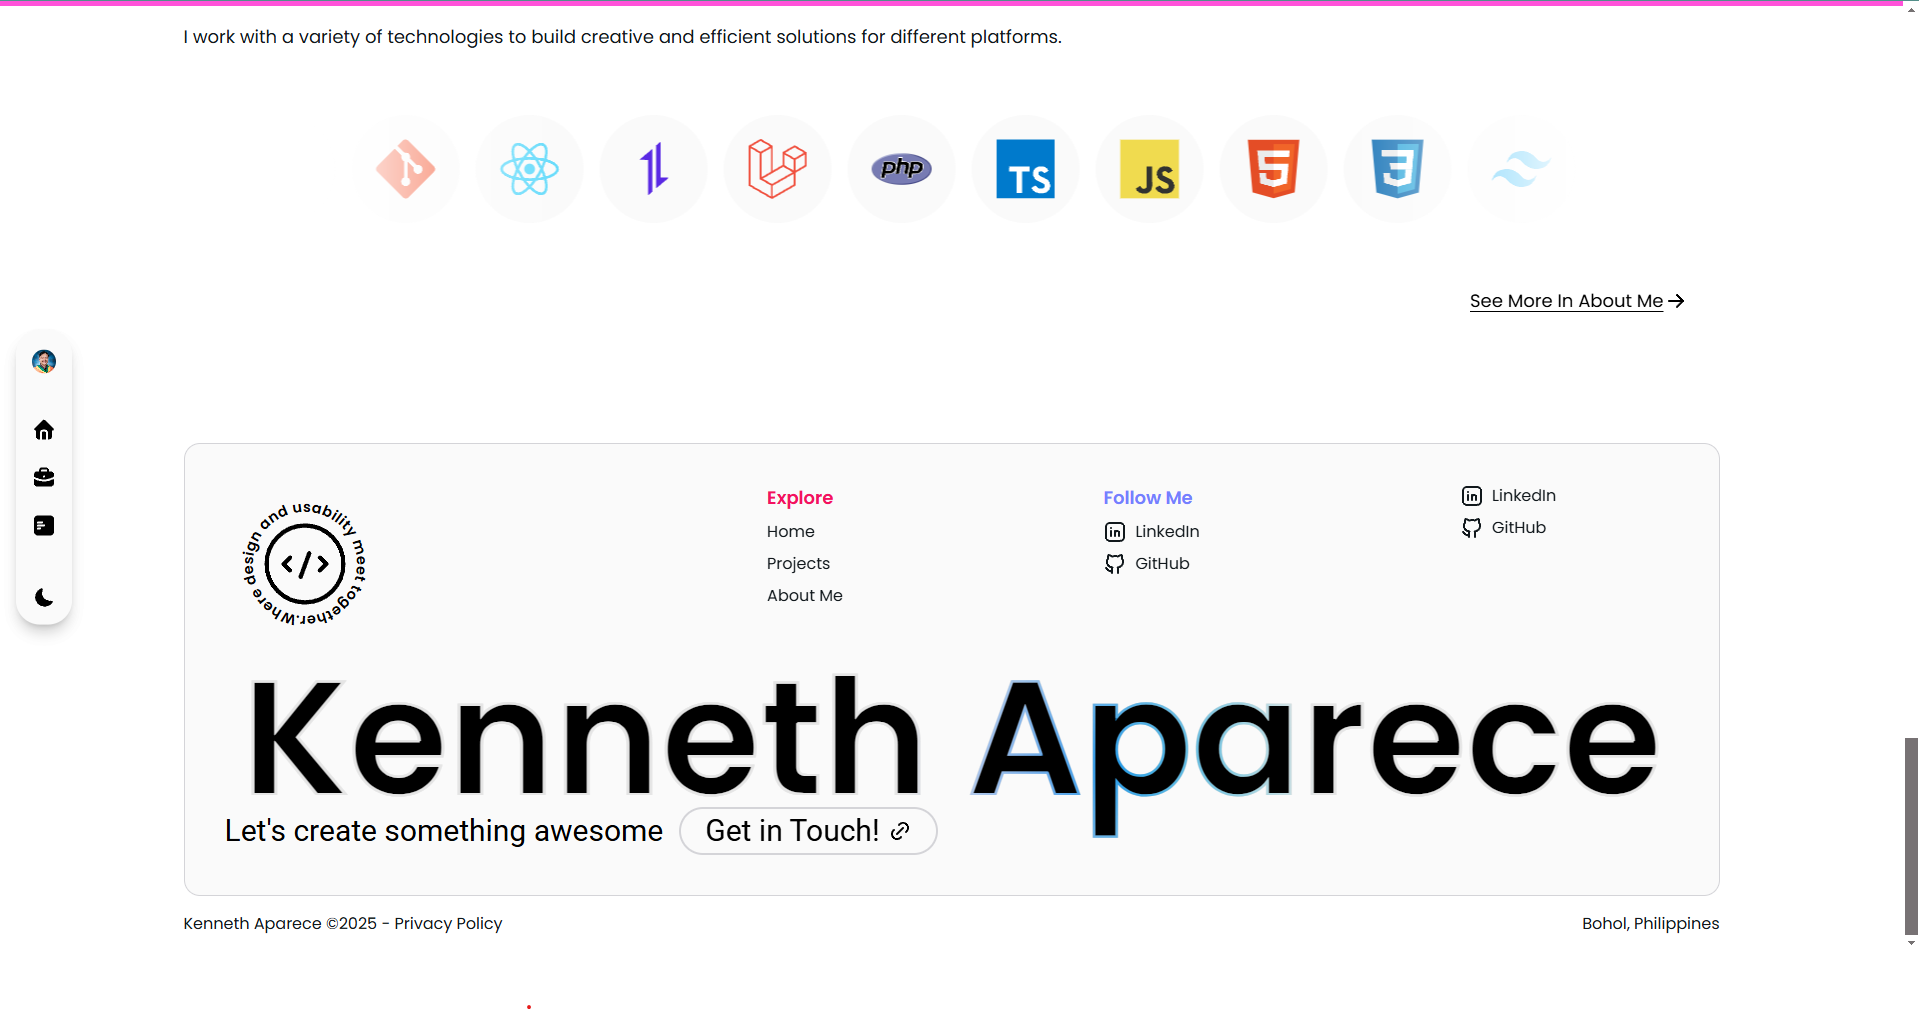 I work with a variety of technologies to build creative and efficient solutions for different platforms.
php
TS
JS
5
3
See More In About Me
Where design and usability meet together.
</>
Explore
Home
Projects
About Me
Follow Me
LinkedIn
GitHub
LinkedIn
GitHub
Kenneth Aparece
Let's create something awesome
Get in Touch!
Kenneth Aparece ©2025 - Privacy Policy
Bohol, Philippines